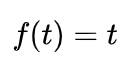 f(t) = t